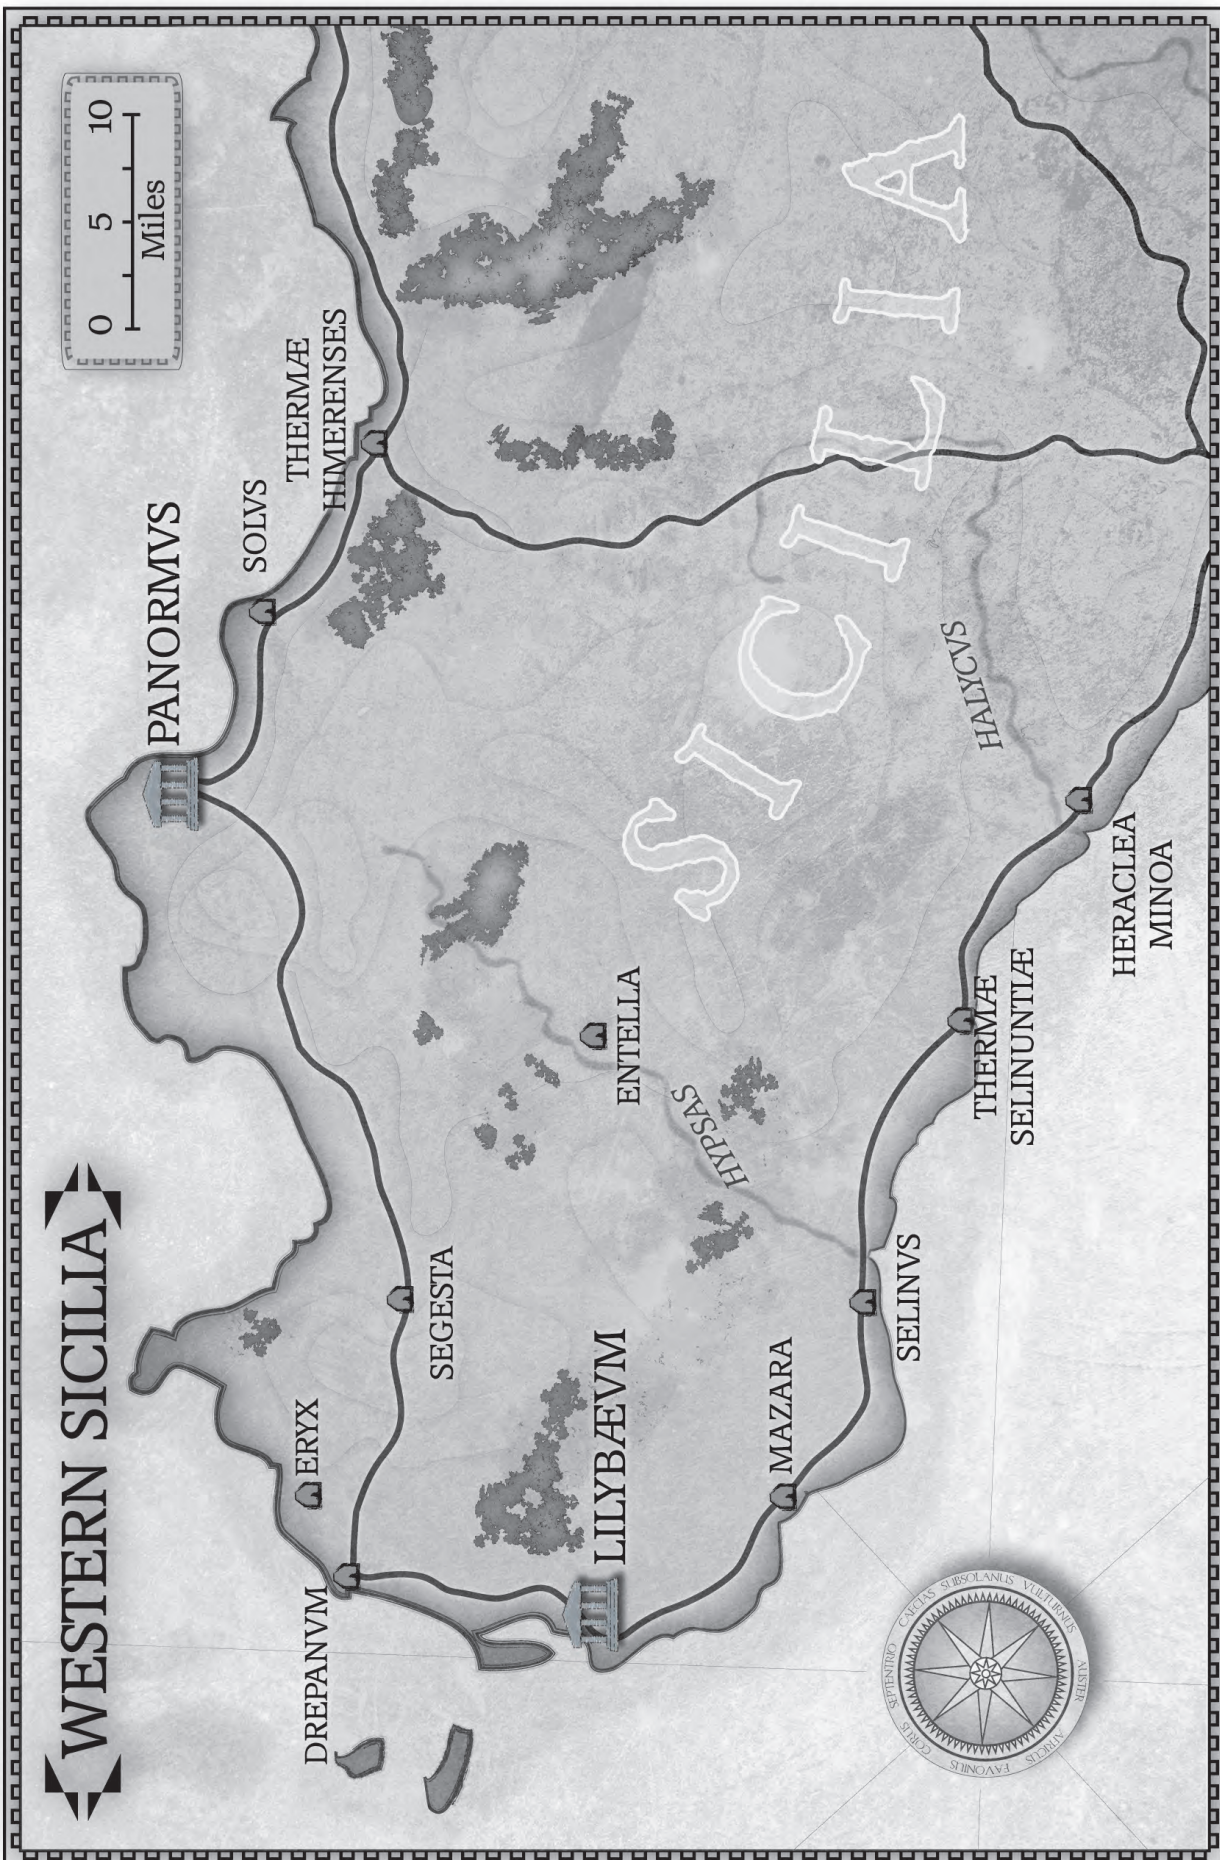 WESTERN SICILIA
0 5 10
Miles
PANORMVS
SOLVS
THERMÆ
HIMERENSES
ERYX
DREPANVM
SEGESTA
LILYBÆVM
ENTELLA
HYPSAS
MAZARA
SELINVS
THERMÆ
SELINUNTIÆ
HERACLEA
MINOA
HALYCVS
SICILIA
SEPTENTRIO
CAECIAS
SUBSOLANUS
VULTURNUS
AUSTER
AFRICUS
FAVONIUS
CORUS